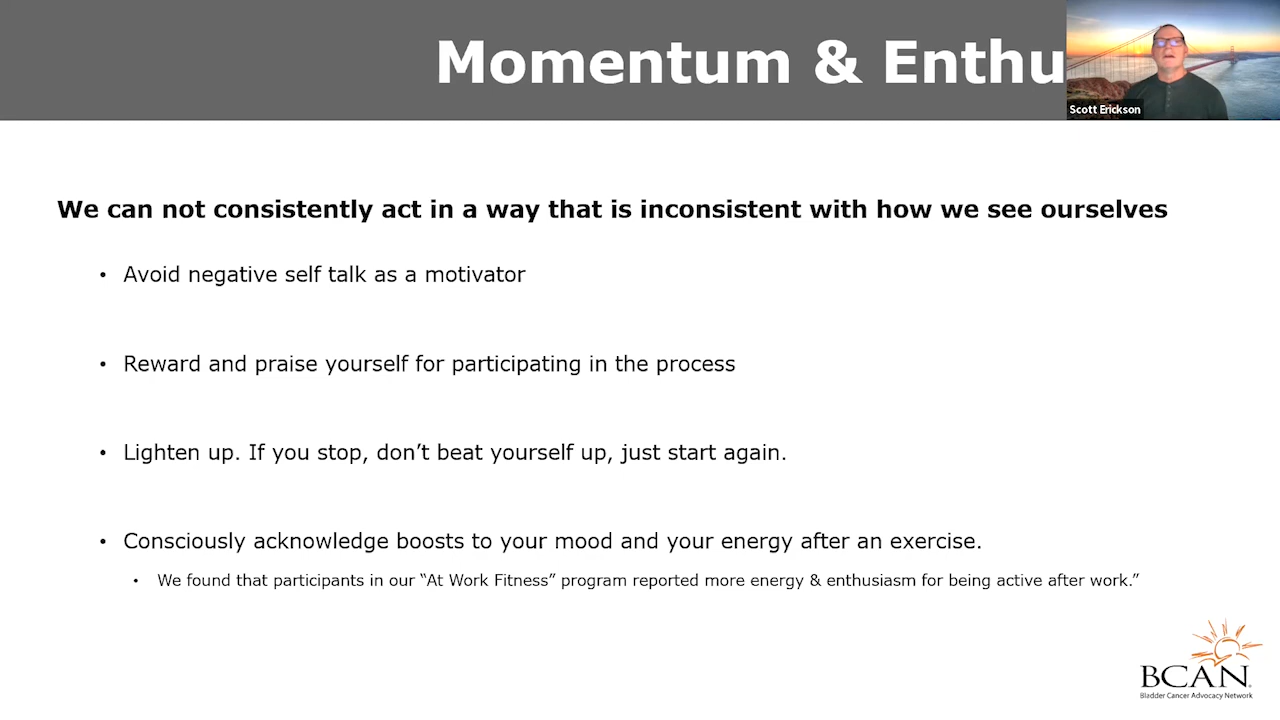 Momentum & Enthu
Scott Erickson
We can not consistently act in a way that is inconsistent with how we see ourselves
• Avoid negative self talk as a motivator
• Reward and praise yourself for participating in the process
• Lighten up. If you stop, don’t beat yourself up, just start again.
• Consciously acknowledge boosts to your mood and your energy after an exercise.
• We found that participants in our “At Work Fitness” program reported more energy & enthusiasm for being active after work.”
BCAN.
Bladder Cancer Advocacy Network